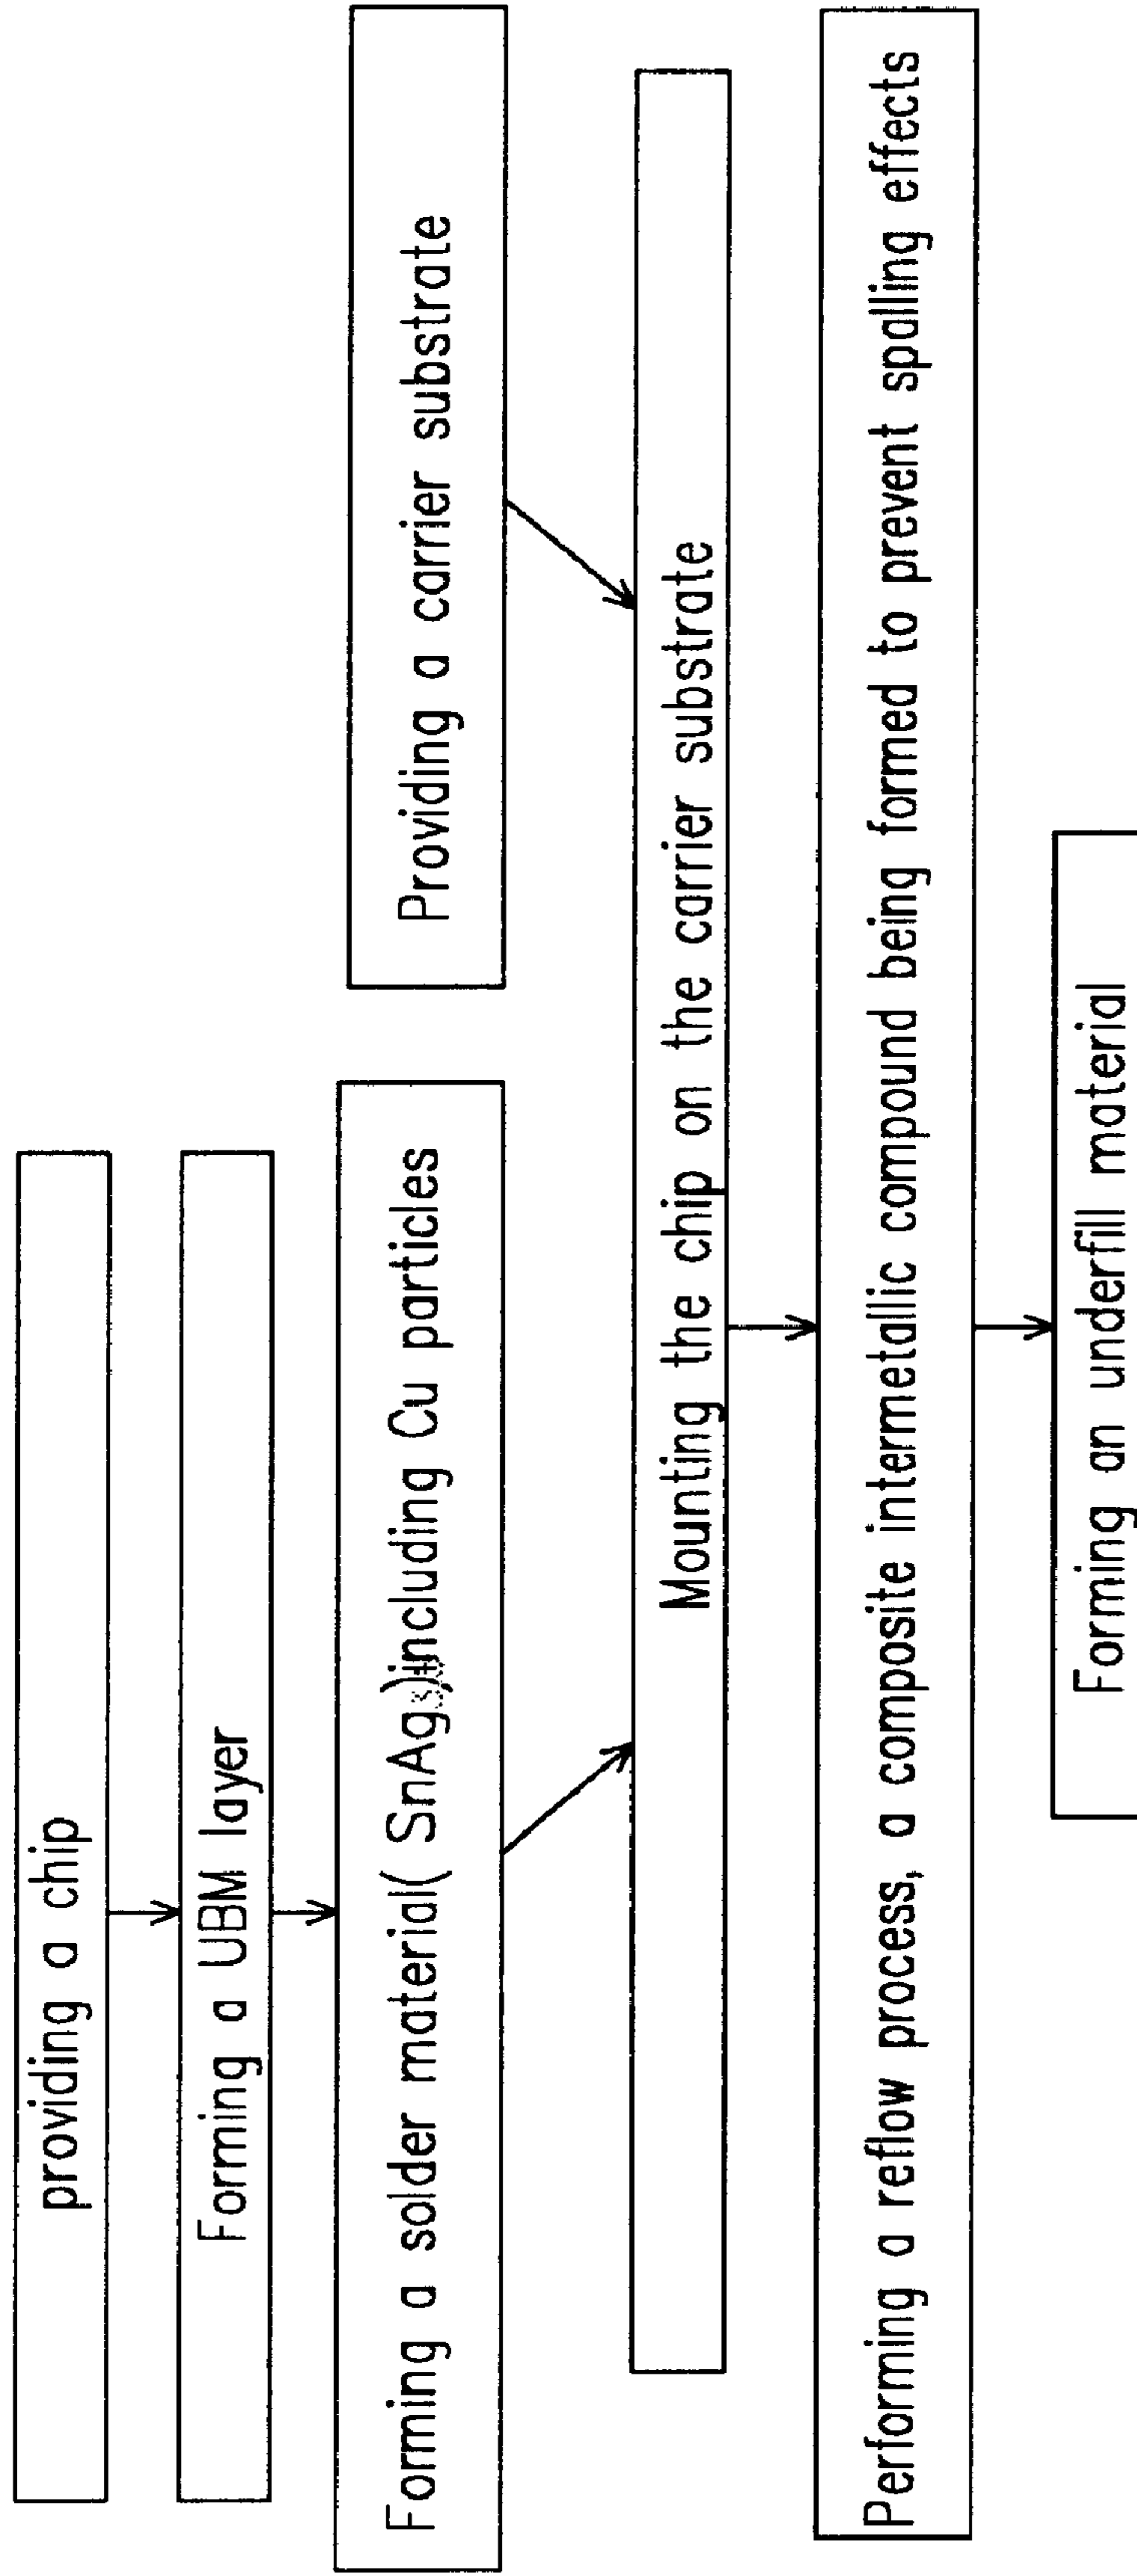 providing a chip
Forming a UBM layer
Forming a solder material( SnAg)including Cu particles
Providing a carrier substrate
Mounting the chip on the carrier substrate
Performing a reflow process, a composite intermetallic compound being formed to prevent spalling effects
Forming an underfill material